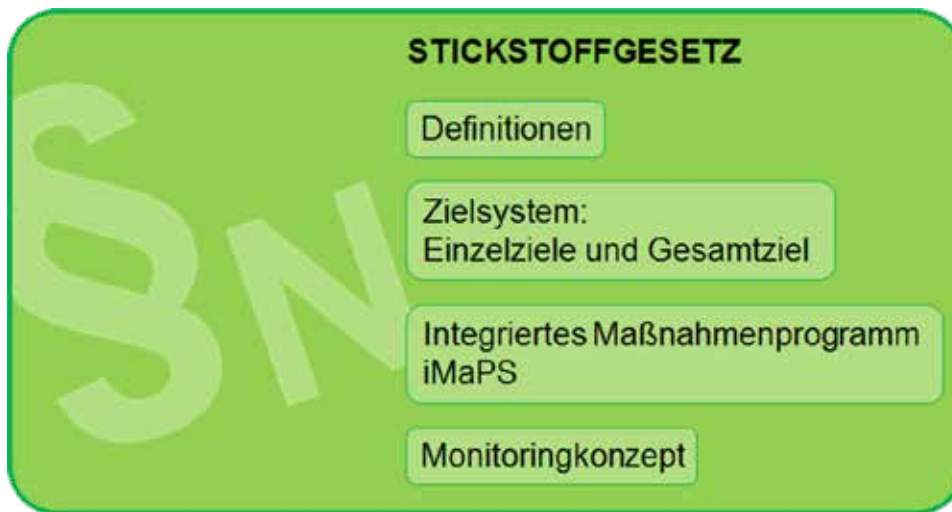 STICKSTOFFGESETZ
Definitionen
Zielsystem:
Einzelziele und Gesamtziel
Integriertes Maßnahmenprogramm
iMaPS
Monitoringkonzept
§ N